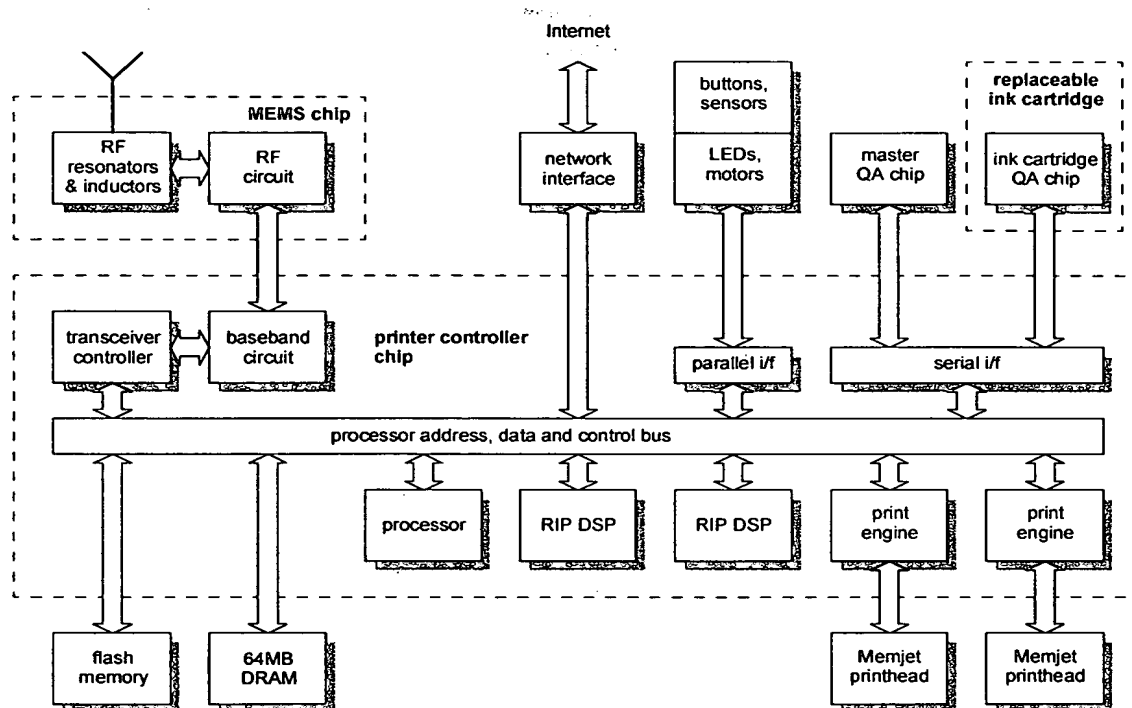 Internet
buttons,
sensors
replaceable
ink cartridge
MEMS chip
RF
resonators
& inductors
RF
circuit
network
interface
LEDs,
motors
master
QA chip
ink cartridge
QA chip
transceiver
controller
baseband
circuit
printer controller
chip
parallel i/f
serial i/f
processor address, data and control bus
processor
RIP DSP
RIP DSP
print
engine
print
engine
flash
memory
64MB
DRAM
Memjet
printhead
Memjet
printhead